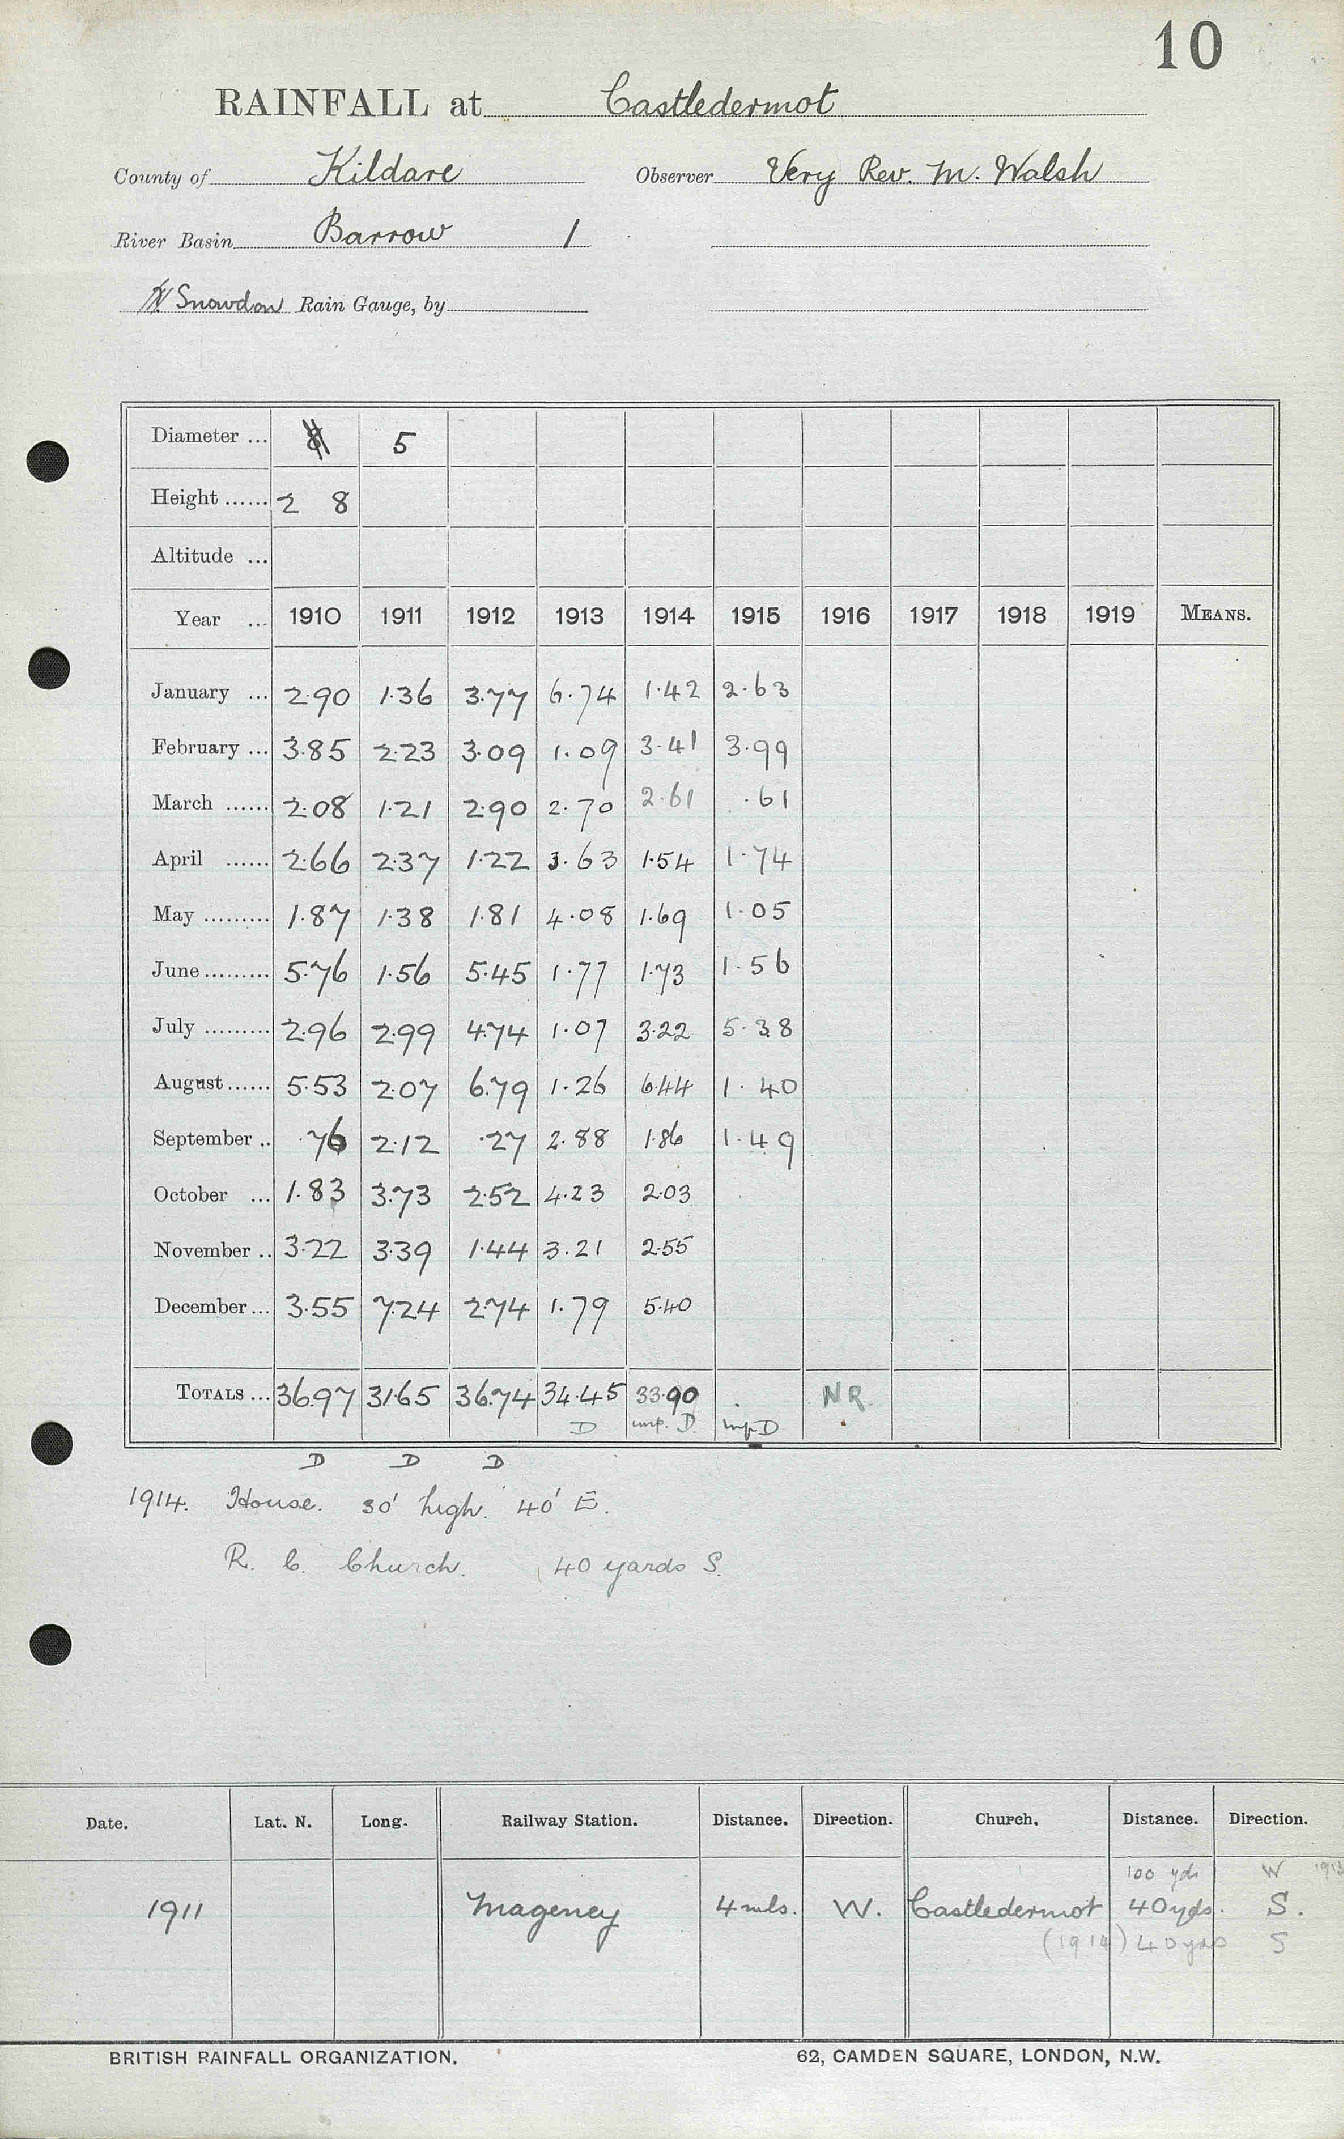 10
RAINFALL at Castledermot
County of Kildare Observer Very Rev. M. Walsh
River Basin Barrow 1
Snowdon Rain Gauge, by
Diameter ... 5
Height ...... 2 8
Altitude ...
Year ... 1910 1911 1912 1913 1914 1915 1916 1917 1918 1919 MEANS.
January ... 2.90 1.36 3.77 6.74 1.42 2.63
February ... 3.85 2.23 3.09 1.09 3.41 3.99
March ...... 2.08 1.21 2.90 2.70 2.61 .61
April ...... 2.66 2.37 1.22 3.63 1.54 1.74
May ......... 1.87 1.38 1.81 4.08 1.69 1.05
June ......... 5.76 1.56 5.45 1.77 1.73 1.56
July ......... 2.96 2.99 4.74 1.07 3.22 5.38
August ...... 5.53 2.07 6.79 1.26 6.44 1.40
September .. .76 2.12 .27 2.88 1.86 1.49
October ... 1.83 3.73 2.52 4.23 2.03
November .. 3.22 3.39 1.44 3.21 2.55
December ... 3.55 7.24 2.74 1.79 5.40
TOTALS ... 36.97 31.65 36.74 34.45 33.90 NR.
D imp. D. imp. D
D D D
1914. House. 30' high. 40' E.
R. C. Church. 40 yards S.
Date. Lat. N. Long. Railway Station. Distance. Direction. Church. Distance. Direction.
100 yds W
1911 Mageney 4 mls. W. Castledermot 40 yds. S.
(1914) 40 yds S
BRITISH RAINFALL ORGANIZATION. 62, CAMDEN SQUARE, LONDON, N.W.